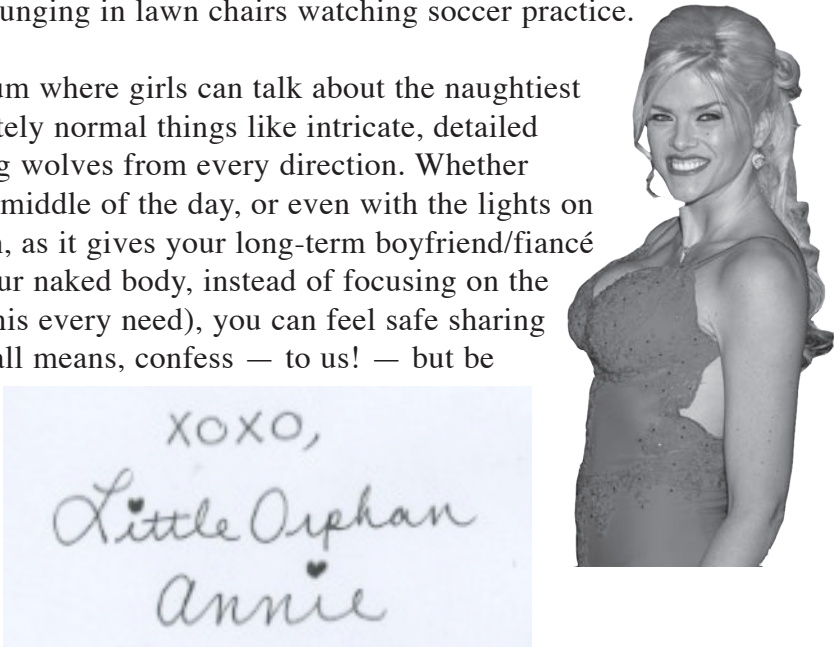 unging in lawn chairs watching soccer practice.
um where girls can talk about the naughtiest
tely normal things like intricate, detailed
g wolves from every direction. Whether
middle of the day, or even with the lights on
, as it gives your long-term boyfriend/fiancé
ur naked body, instead of focusing on the
his every need), you can feel safe sharing
all means, confess — to us! — but be
xoxo,
Little Orphan
Annie